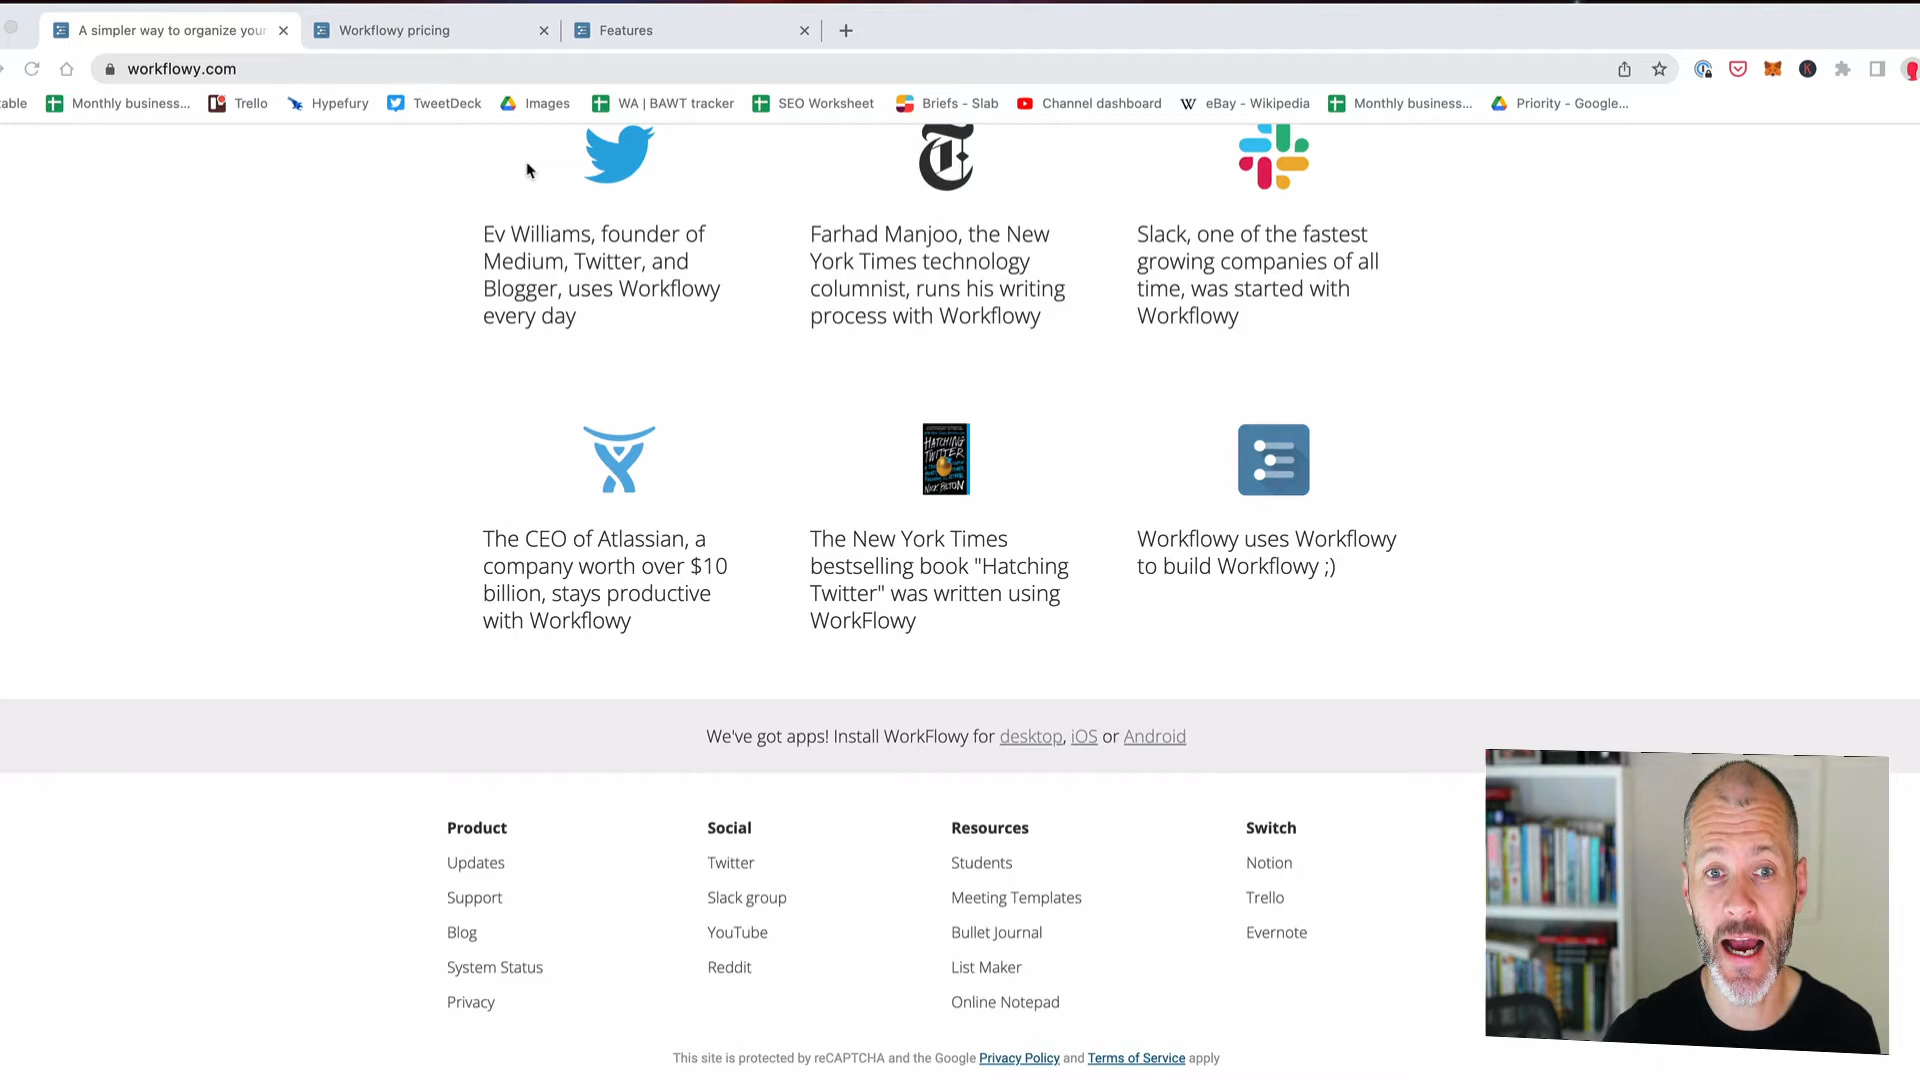 A simpler way to organize your
Workflowy pricing
Features
workflowy.com
table
Monthly business...
Trello
Hypefury
TweetDeck
Images
WA | BAWT tracker
SEO Worksheet
Briefs - Slab
Channel dashboard
eBay - Wikipedia
Monthly business...
Priority - Google...
Ev Williams, founder of
Medium, Twitter, and
Blogger, uses Workflowy
every day
Farhad Manjoo, the New
York Times technology
columnist, runs his writing
process with Workflowy
Slack, one of the fastest
growing companies of all
time, was started with
Workflowy
HATCHING
TWITTER
NICK BILTON
The CEO of Atlassian, a
company worth over $10
billion, stays productive
with Workflowy
The New York Times
bestselling book "Hatching
Twitter" was written using
WorkFlowy
Workflowy uses Workflowy
to build Workflowy ;)
We've got apps! Install WorkFlowy for desktop, iOS or Android
Product
Updates
Support
Blog
System Status
Privacy
Social
Twitter
Slack group
YouTube
Reddit
Resources
Students
Meeting Templates
Bullet Journal
List Maker
Online Notepad
Switch
Notion
Trello
Evernote
This site is protected by reCAPTCHA and the Google Privacy Policy and Terms of Service apply